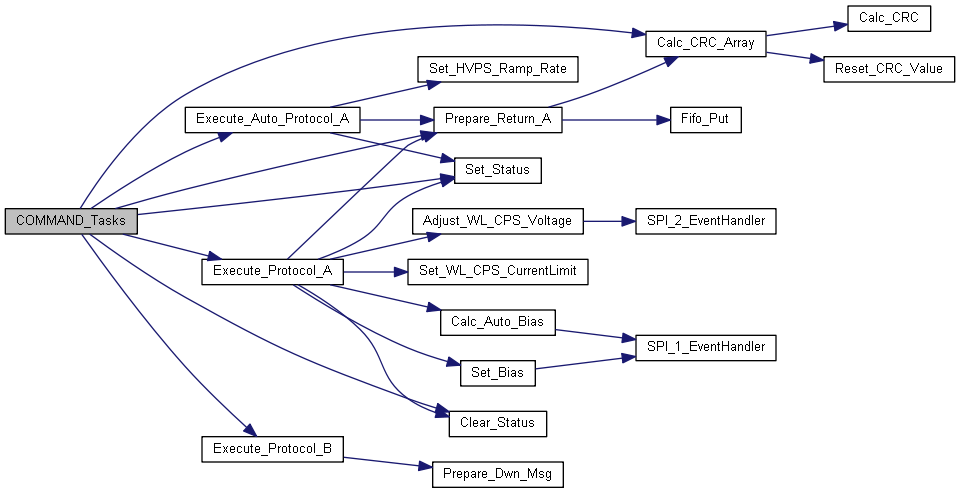 Calc_CRC
Calc_CRC_Array
Set_HVPS_Ramp_Rate
Reset_CRC_Value
Execute_Auto_Protocol_A
Prepare_Return_A
Fifo_Put
Set_Status
COMMAND_Tasks
Adjust_WL_CPS_Voltage
SPI_2_EventHandler
Execute_Protocol_A
Set_WL_CPS_CurrentLimit
Calc_Auto_Bias
SPI_1_EventHandler
Set_Bias
Clear_Status
Execute_Protocol_B
Prepare_Dwn_Msg